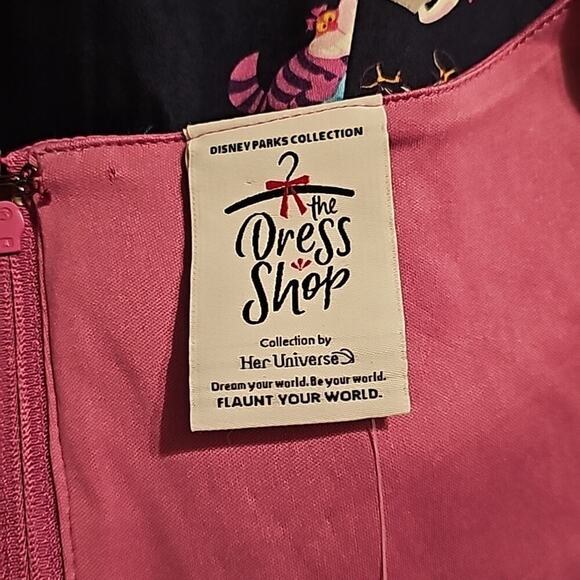 DISNEY PARKS COLLECTION
the
Dress
Shop
Collection by
Her Universe
Dream your world. Be your world.
FLAUNT YOUR WORLD.